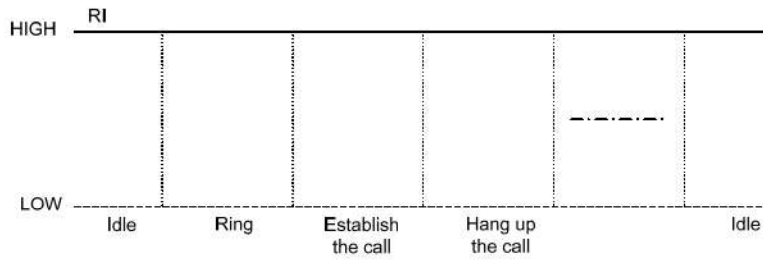 RI
HIGH
LOW
Idle
Ring
Establish
the call
Hang up
the call
Idle